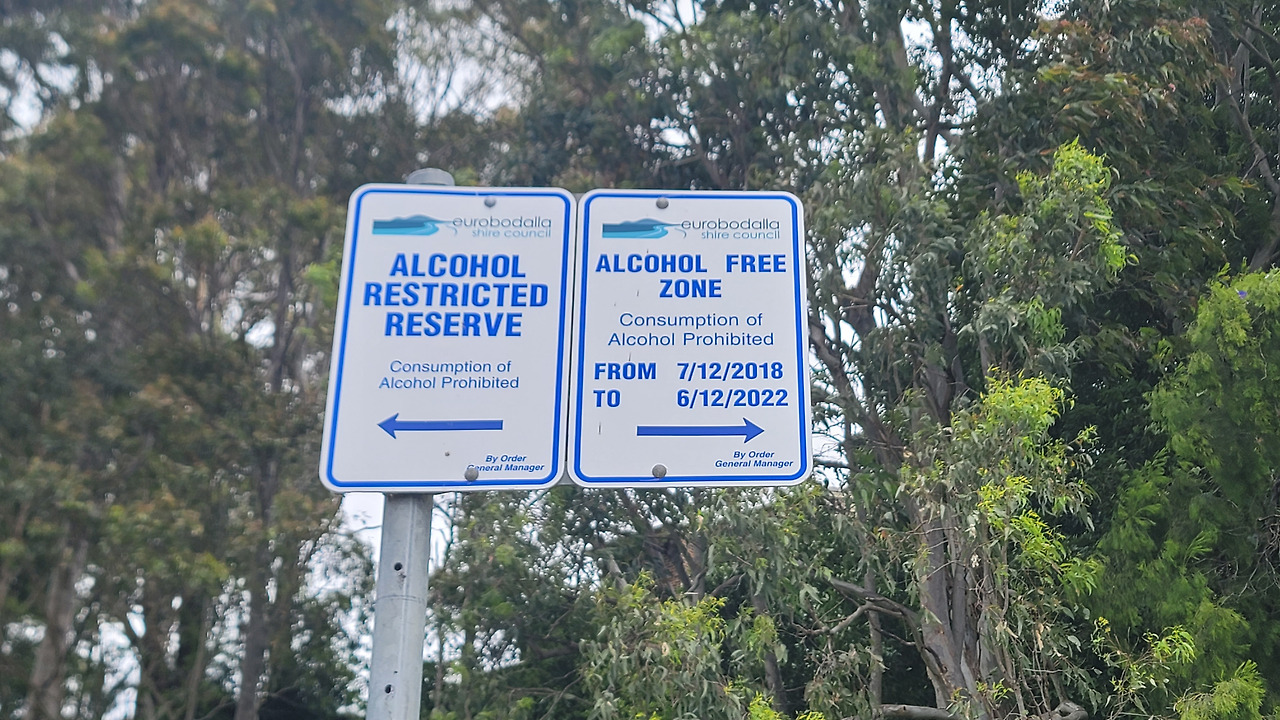 eurobodalla
shire council
ALCOHOL
RESTRICTED
RESERVE
Consumption of
Alcohol Prohibited
By Order
General Manager
eurobodalla
shire council
ALCOHOL FREE
ZONE
Consumption of
Alcohol Prohibited
FROM 7/12/2018
TO 6/12/2022
By Order
General Manager